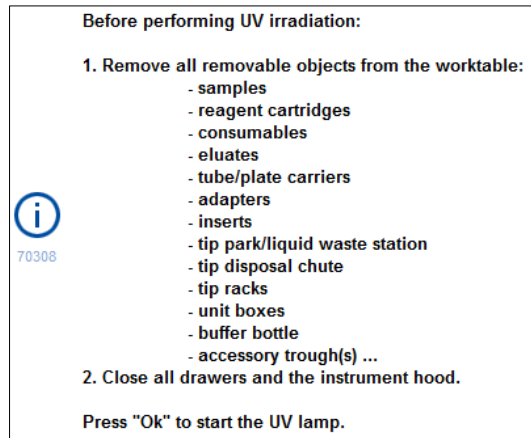 Before performing UV irradiation:
1. Remove all removable objects from the worktable:
- samples
- reagent cartridges
- consumables
- eluates
- tube/plate carriers
- adapters
- inserts
- tip park/liquid waste station
- tip disposal chute
- tip racks
- unit boxes
- buffer bottle
- accessory trough(s) ...
2. Close all drawers and the instrument hood.
Press "Ok" to start the UV lamp.
i
70308